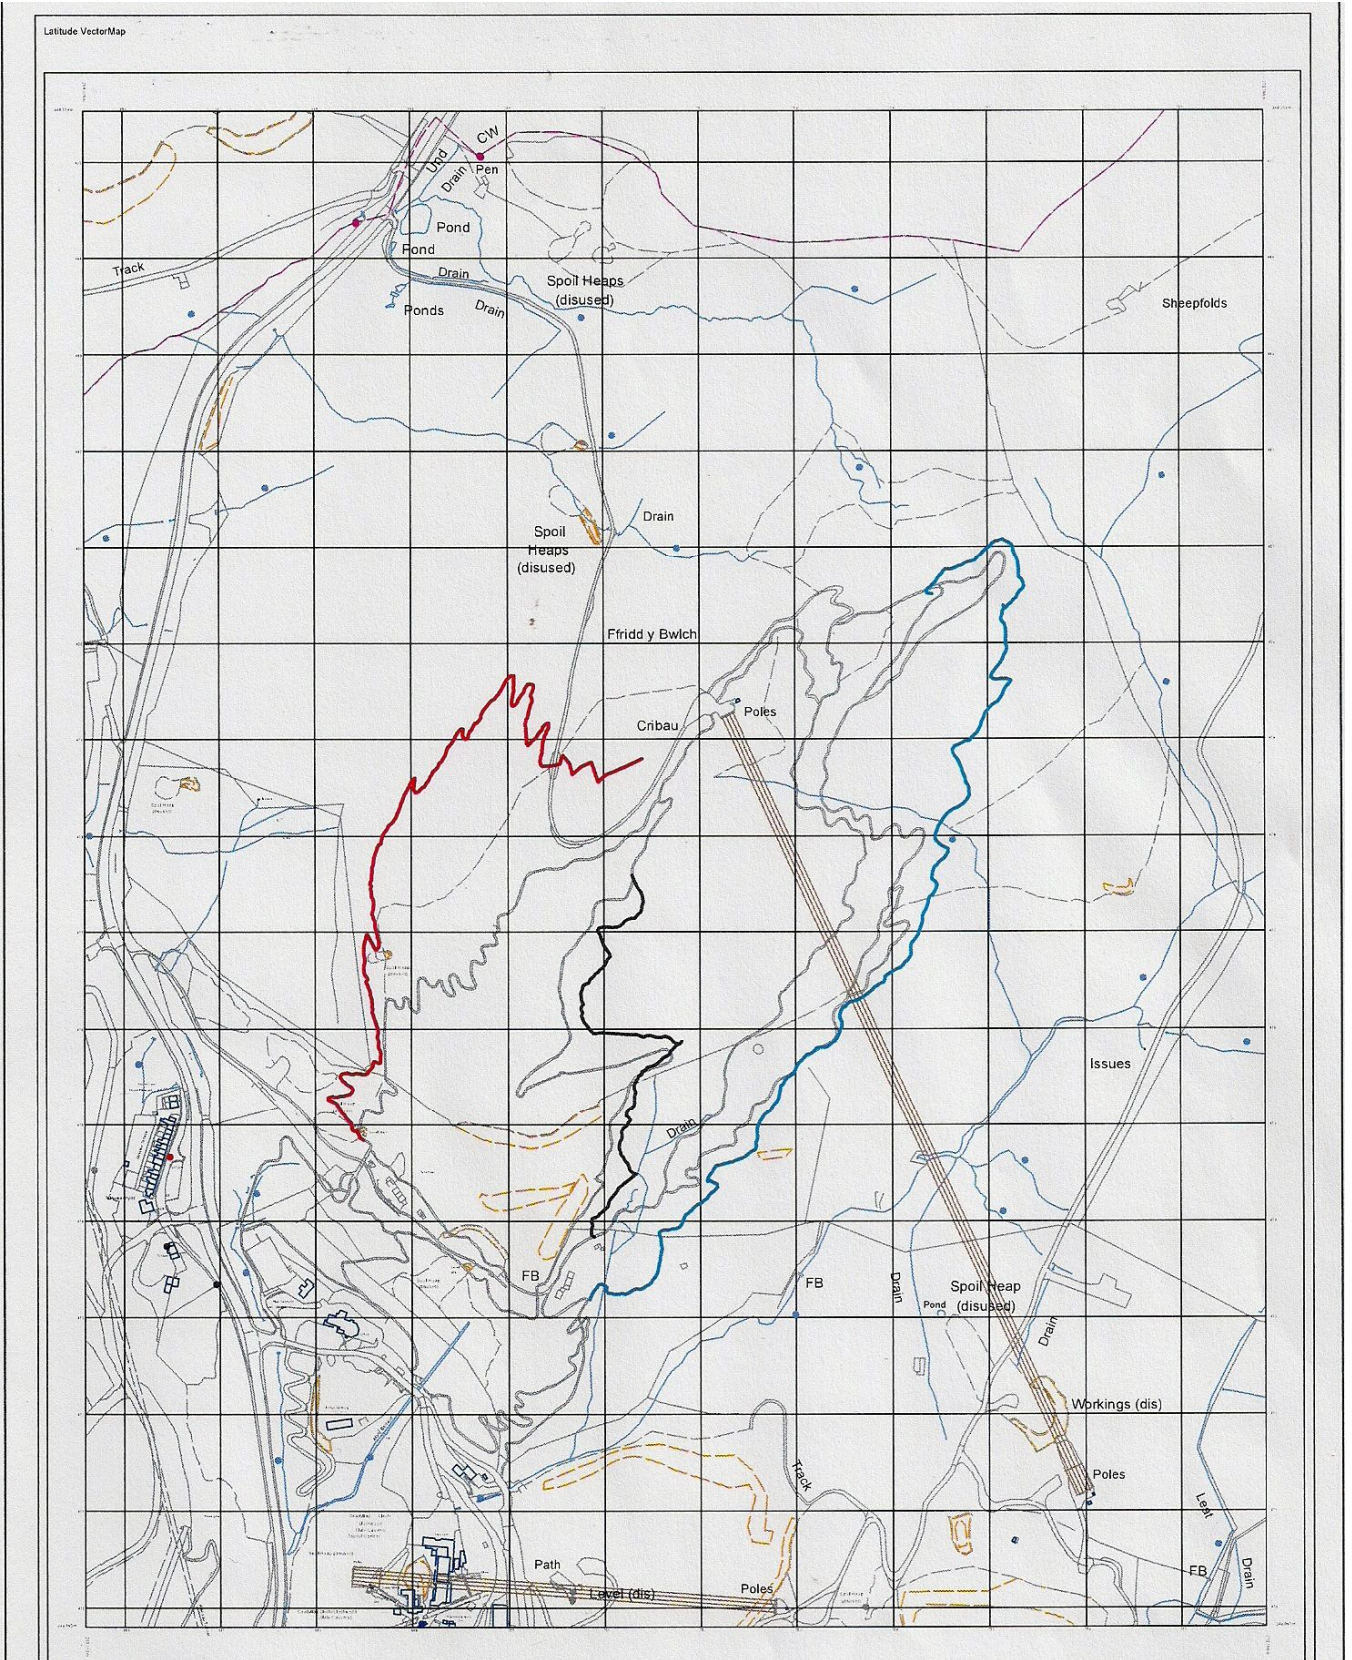 Latitude VectorMap
CW
Und
Drain
Pen
Pond
Pond
Track
Drain
Spoil Heaps
(disused)
Sheepfolds
Ponds
Drain
Drain
Spoil
Heaps
(disused)
Ffridd y Bwlch
Cribau
Poles
Issues
Drain
FB
FB
Drain
Spoil Heap
(disused)
Pond
Drain
Workings (dis)
Track
Poles
Leat
Path
Level (dis)
Poles
FB
Drain